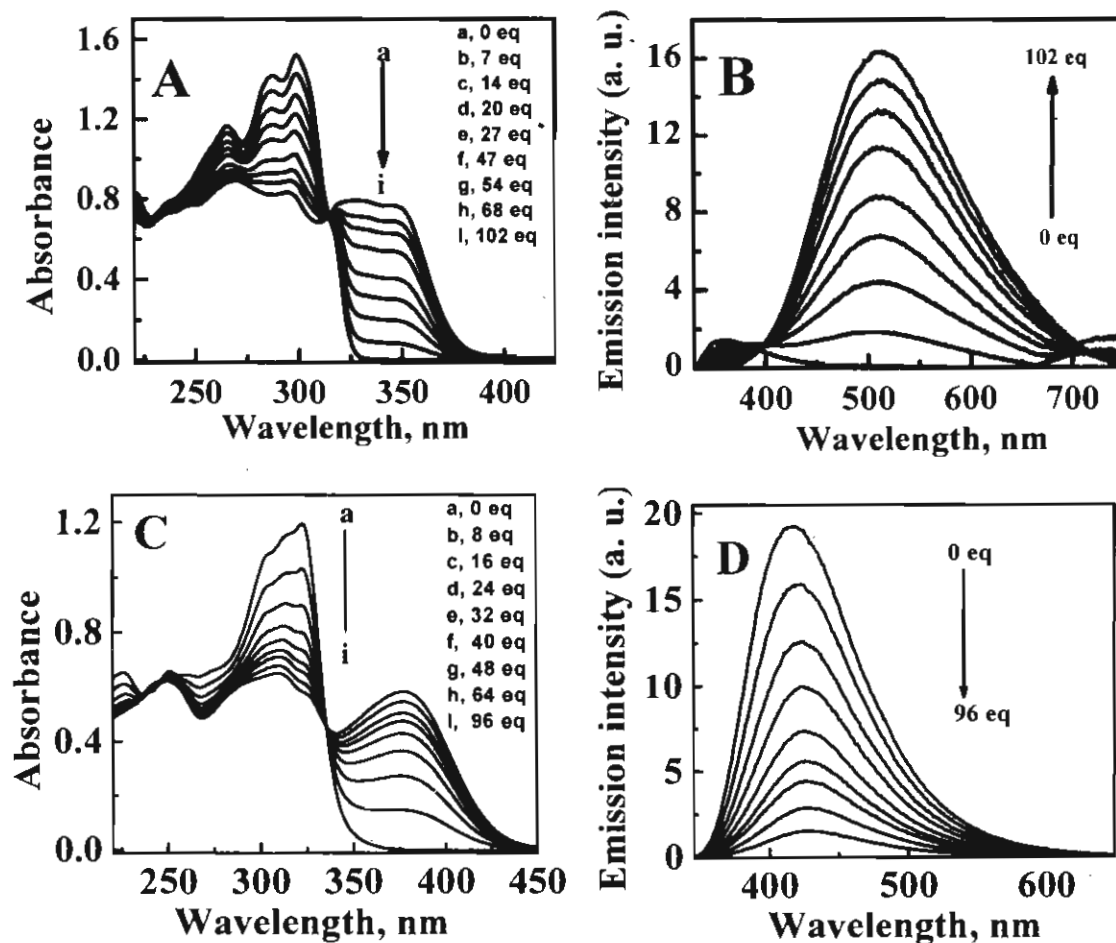 A
1.6
1.2
0.8
0.4
0.0
Absorbance
250 300 350 400
Wavelength, nm
a
i
a, 0 eq
b, 7 eq
c, 14 eq
d, 20 eq
e, 27 eq
f, 47 eq
g, 54 eq
h, 68 eq
I, 102 eq
B
16
12
8
4
0
Emission intensity (a. u.)
400 500 600 700
Wavelength, nm
102 eq
0 eq
C
1.2
0.8
0.4
0.0
Absorbance
250 300 350 400 450
Wavelength, nm
a
i
a, 0 eq
b, 8 eq
c, 16 eq
d, 24 eq
e, 32 eq
f, 40 eq
g, 48 eq
h, 64 eq
I, 96 eq
D
20
15
10
5
0
Emission intensity (a. u.)
400 500 600
Wavelength, nm
0 eq
96 eq